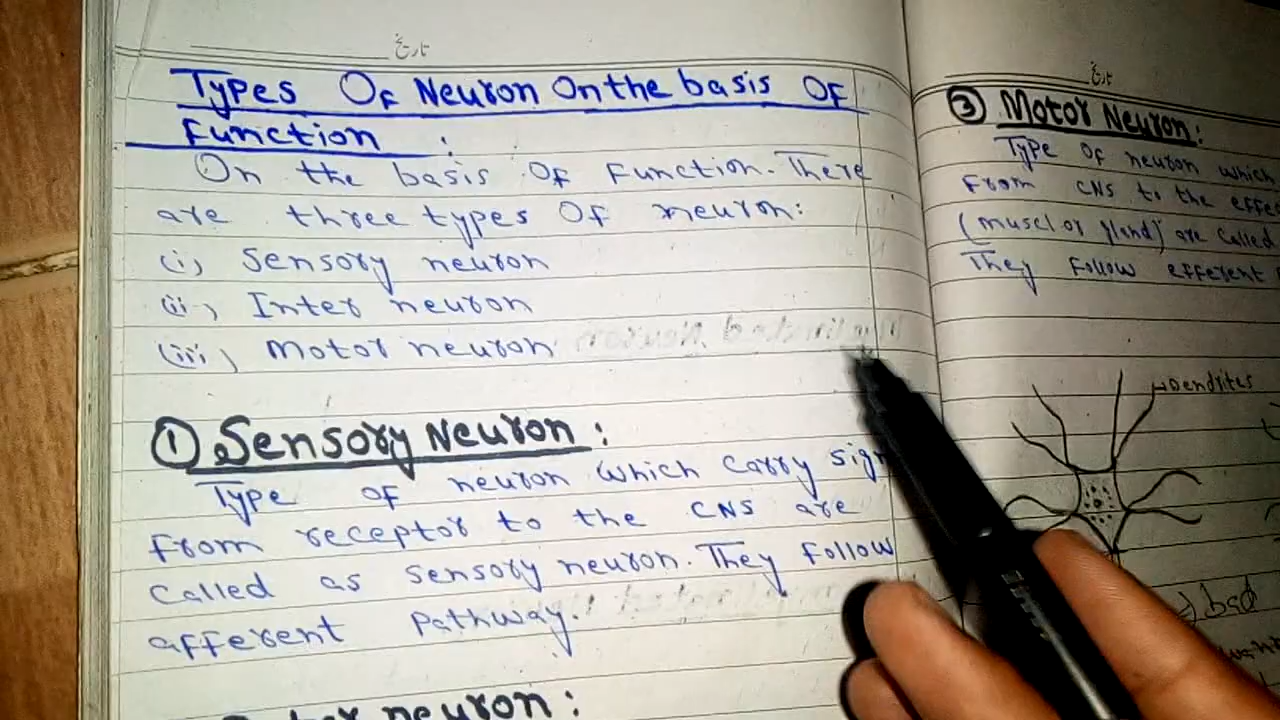 تاریخ
Types Of Neuron On the basis Of
Function :
On the basis Of Function. There
are three types Of neuron:
(i) Sensory neuron
(ii) Inter neuron
(iii) Motor neuron
① Sensory Neuron :
Type of neuron which carry sig
From receptor to the CNS are
called as sensory neuron. They follow
afferent pathway.
neuron :
تاریخ
③ Motor Neuron :
Type of neuron which
From CNS to the effe
(muscl or gland) are called
They follow efferent
Dendrites